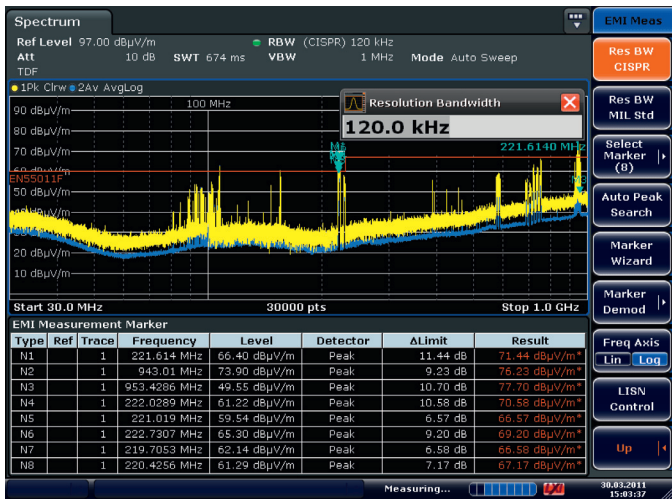 Spectrum
Ref Level 97.00 dBµV/m RBW (CISPR) 120 kHz
Att 10 dB SWT 674 ms VBW 1 MHz Mode Auto Sweep
TDF
1Pk Clrw 2Av AvgLog
100 MHz
90 dBµV/m
80 dBµV/m
70 dBµV/m
EN55011F
50 dBµV/m
20 dBµV/m
10 dBµV/m
221.6140 MHz
Resolution Bandwidth
120.0 kHz
Start 30.0 MHz 30000 pts Stop 1.0 GHz
EMI Measurement Marker
Type Ref Trace Frequency Level Detector ΔLimit Result
N1 1 221.614 MHz 66.40 dBµV/m Peak 11.44 dB 71.44 dBµV/m*
N2 1 943.01 MHz 73.90 dBµV/m Peak 9.23 dB 76.23 dBµV/m*
N3 1 953.4286 MHz 49.55 dBµV/m Peak 10.70 dB 77.70 dBµV/m*
N4 1 222.0289 MHz 61.22 dBµV/m Peak 10.58 dB 70.58 dBµV/m*
N5 1 221.019 MHz 59.54 dBµV/m Peak 6.57 dB 66.57 dBµV/m*
N6 1 222.7307 MHz 65.30 dBµV/m Peak 9.20 dB 69.20 dBµV/m*
N7 1 219.7053 MHz 62.14 dBµV/m Peak 6.58 dB 66.58 dBµV/m*
N8 1 220.4256 MHz 61.29 dBµV/m Peak 7.17 dB 67.17 dBµV/m*
Measuring...
30.03.2011
15:03:37
EMI Meas
Res BW
CISPR
Res BW
MIL Std
Select
Marker
(8)
Auto Peak
Search
Marker
Wizard
Marker
Demod
Freq Axis
Lin Log
LISN
Control
Up